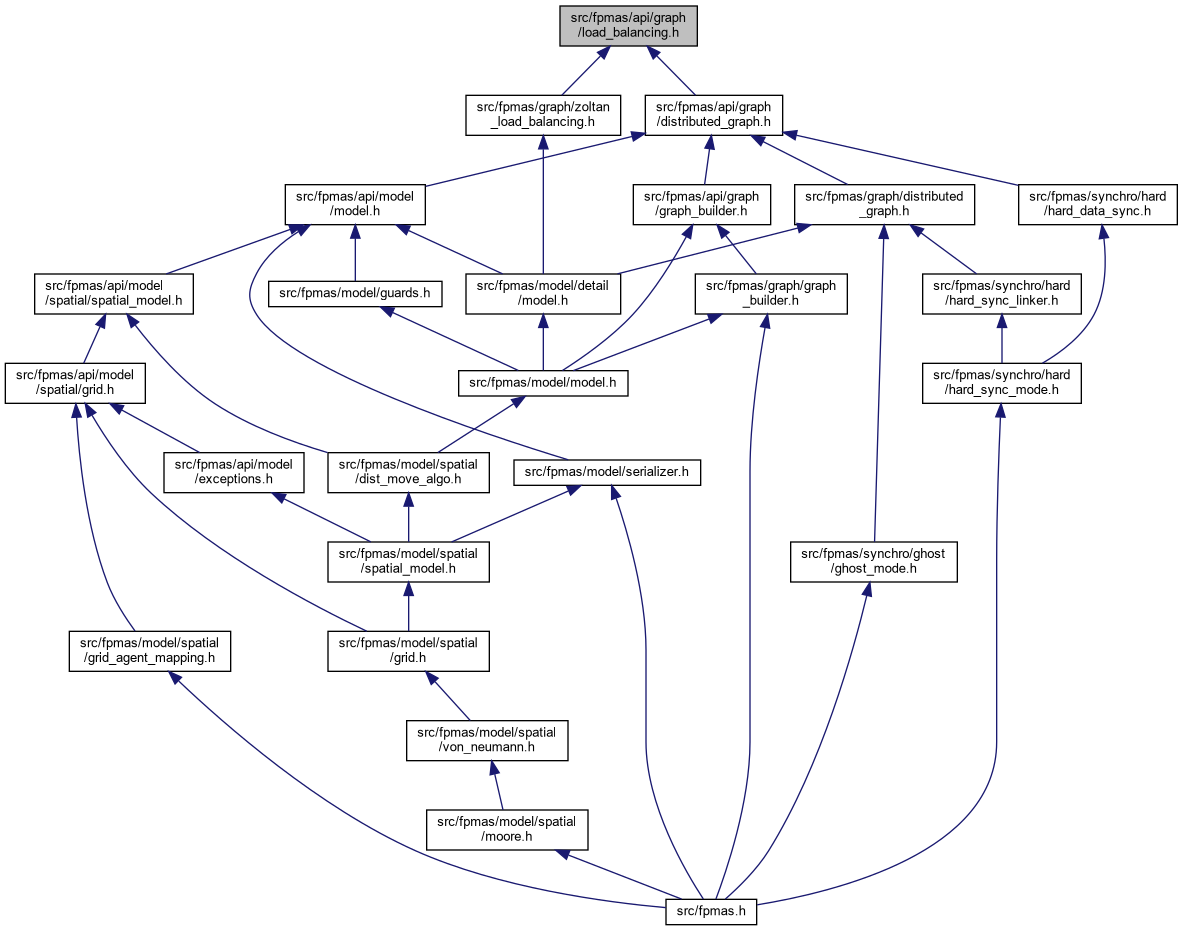 src/fpmas/api/graph
/load_balancing.h
src/fpmas/graph/zoltan
_load_balancing.h
src/fpmas/api/graph
/distributed_graph.h
src/fpmas/api/model
/model.h
src/fpmas/api/graph
/graph_builder.h
src/fpmas/graph/distributed
_graph.h
src/fpmas/synchro/hard
/hard_data_sync.h
src/fpmas/api/model
/spatial/spatial_model.h
src/fpmas/model/guards.h
src/fpmas/model/detail
/model.h
src/fpmas/graph/graph
_builder.h
src/fpmas/synchro/hard
/hard_sync_linker.h
src/fpmas/api/model
/spatial/grid.h
src/fpmas/model/model.h
src/fpmas/synchro/hard
/hard_sync_mode.h
src/fpmas/api/model
/exceptions.h
src/fpmas/model/spatial
/dist_move_algo.h
src/fpmas/model/serializer.h
src/fpmas/model/spatial
/spatial_model.h
src/fpmas/synchro/ghost
/ghost_mode.h
src/fpmas/model/spatial
/grid_agent_mapping.h
src/fpmas/model/spatial
/grid.h
src/fpmas/model/spatial
/von_neumann.h
src/fpmas/model/spatial
/moore.h
src/fpmas.h